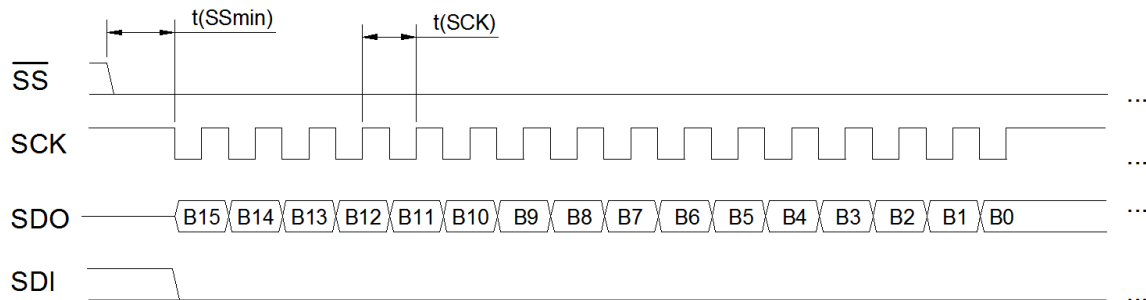 t(SSmin) t(SCK)
SS
...
SCK
...
SDO B15 B14 B13 B12 B11 B10 B9 B8 B7 B6 B5 B4 B3 B2 B1 B0 ...
SDI ...